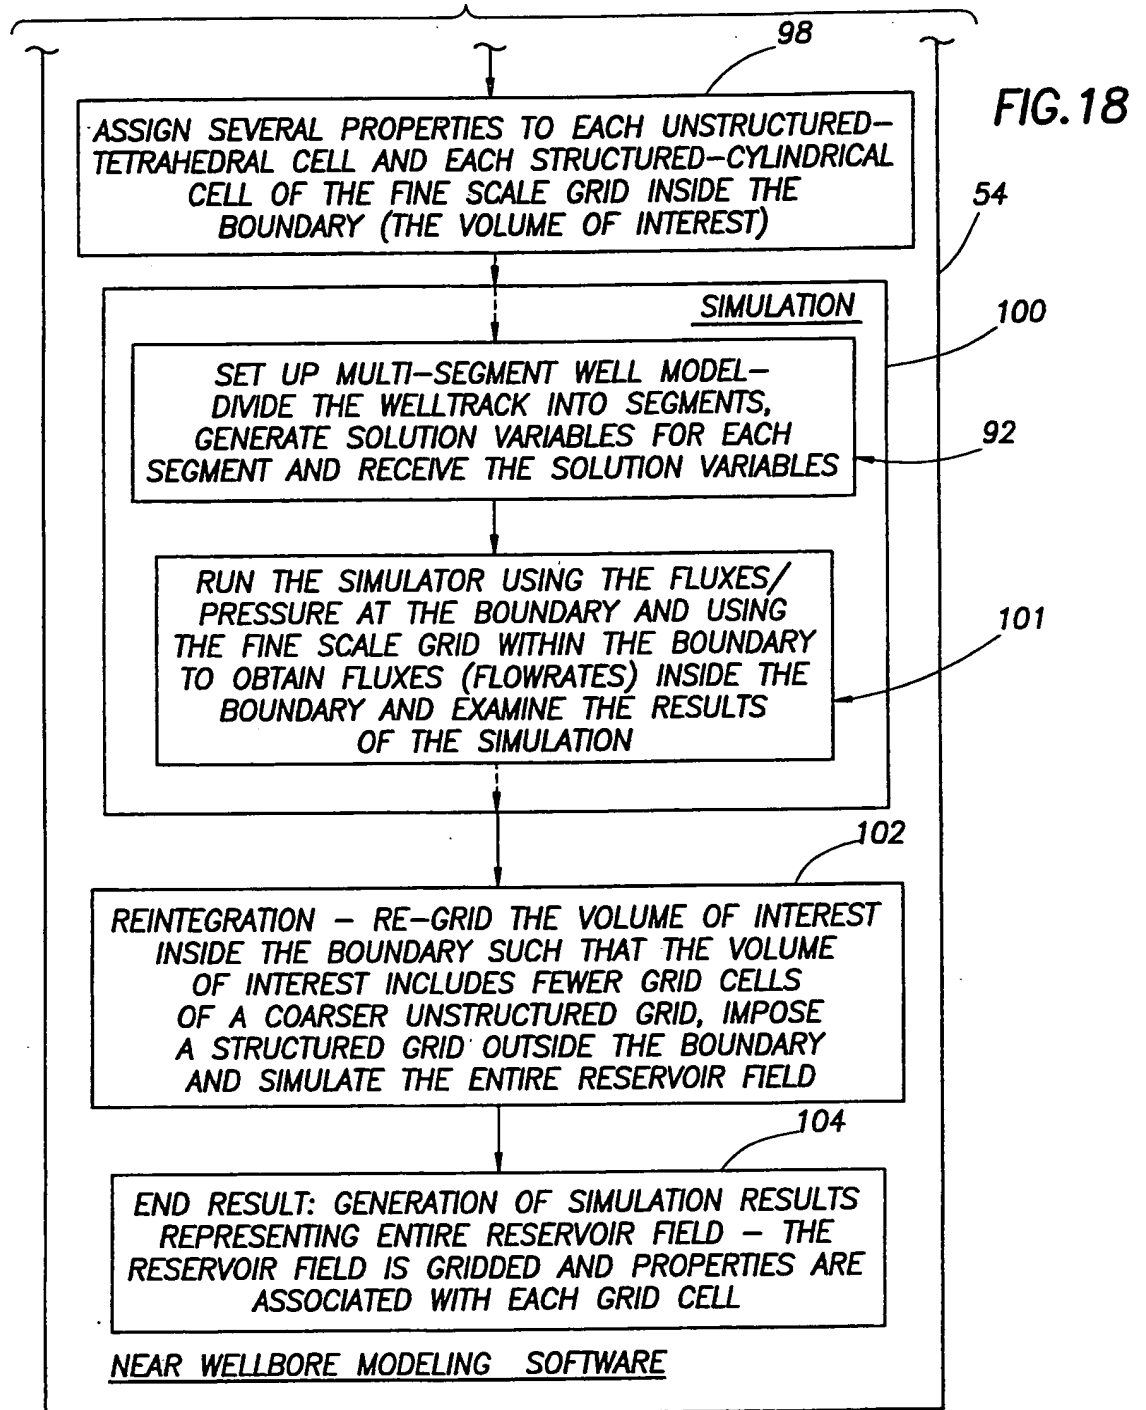 98
FIG.18
ASSIGN SEVERAL PROPERTIES TO EACH UNSTRUCTURED-
TETRAHEDRAL CELL AND EACH STRUCTURED-CYLINDRICAL
CELL OF THE FINE SCALE GRID INSIDE THE
BOUNDARY (THE VOLUME OF INTEREST)
54
SIMULATION
100
SET UP MULTI-SEGMENT WELL MODEL-
DIVIDE THE WELLTRACK INTO SEGMENTS,
GENERATE SOLUTION VARIABLES FOR EACH
SEGMENT AND RECEIVE THE SOLUTION VARIABLES
92
RUN THE SIMULATOR USING THE FLUXES/
PRESSURE AT THE BOUNDARY AND USING
THE FINE SCALE GRID WITHIN THE BOUNDARY
TO OBTAIN FLUXES (FLOWRATES) INSIDE THE
BOUNDARY AND EXAMINE THE RESULTS
OF THE SIMULATION
101
102
REINTEGRATION - RE-GRID THE VOLUME OF INTEREST
INSIDE THE BOUNDARY SUCH THAT THE VOLUME
OF INTEREST INCLUDES FEWER GRID CELLS
OF A COARSER UNSTRUCTURED GRID, IMPOSE
A STRUCTURED GRID OUTSIDE THE BOUNDARY
AND SIMULATE THE ENTIRE RESERVOIR FIELD
104
END RESULT: GENERATION OF SIMULATION RESULTS
REPRESENTING ENTIRE RESERVOIR FIELD - THE
RESERVOIR FIELD IS GRIDDED AND PROPERTIES ARE
ASSOCIATED WITH EACH GRID CELL
NEAR WELLBORE MODELING SOFTWARE